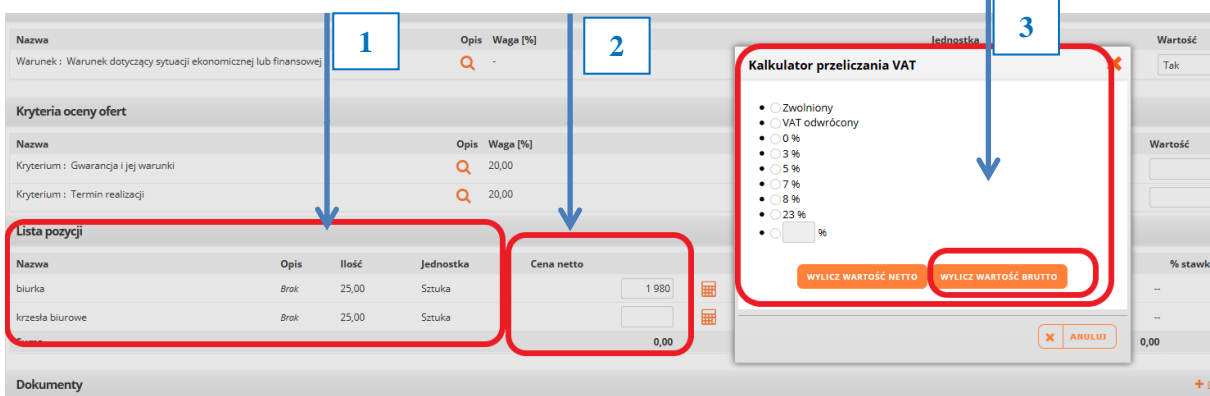 1
2
3
Nazwa Opis Waga [%] Jednostka Wartość
Warunek : Warunek dotyczący sytuacji ekonomicznej lub finansowej - Tak
Kryteria oceny ofert
Nazwa Opis Waga [%] Wartość
Kryterium : Gwarancja i jej warunki 20,00
Kryterium : Termin realizacji 20,00
Lista pozycji
Nazwa Opis Ilość Jednostka Cena netto % stawk
biurka Brak 25,00 Sztuka 1 980 --
krzesła biurowe Brak 25,00 Sztuka --
Suma 0,00 0,00
Dokumenty
Kalkulator przeliczania VAT
Zwolniony
VAT odwrócony
0 %
3 %
5 %
7 %
8 %
23 %
%
WYLICZ WARTOŚĆ NETTO WYLICZ WARTOŚĆ BRUTTO
ANULUJ